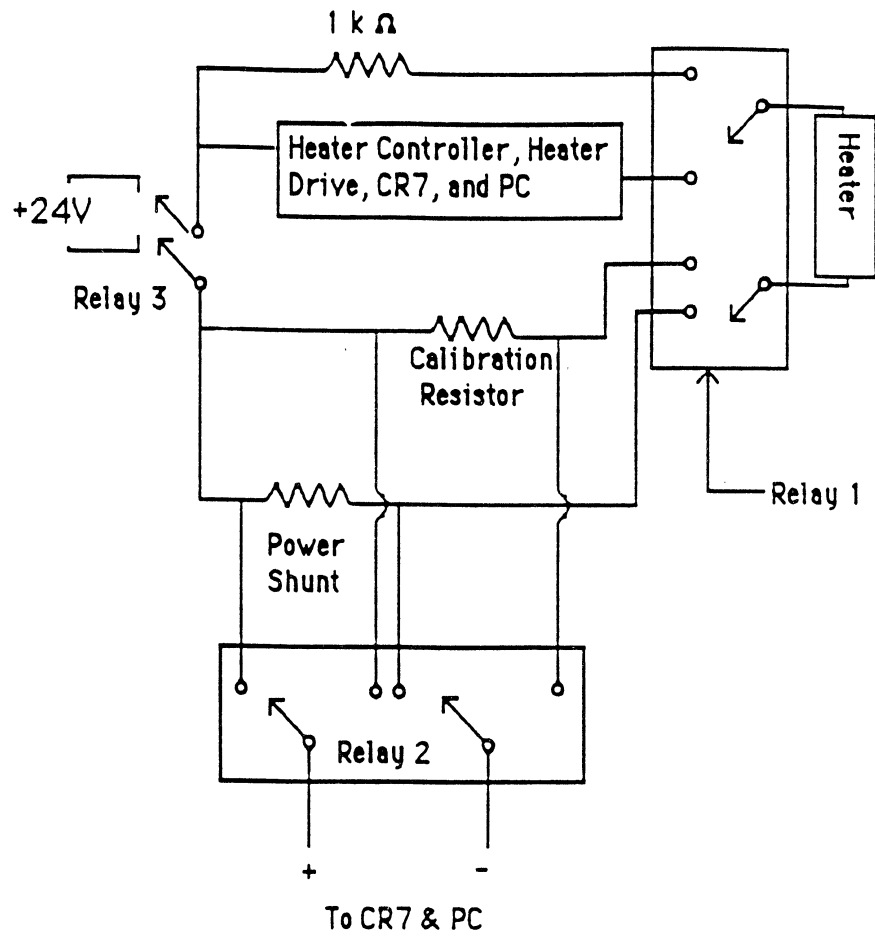 1 k Ω
Heater Controller, Heater
Drive, CR7, and PC
Heater
+24V
Relay 3
Calibration
Resistor
Relay 1
Power
Shunt
Relay 2
+
-
To CR7 & PC